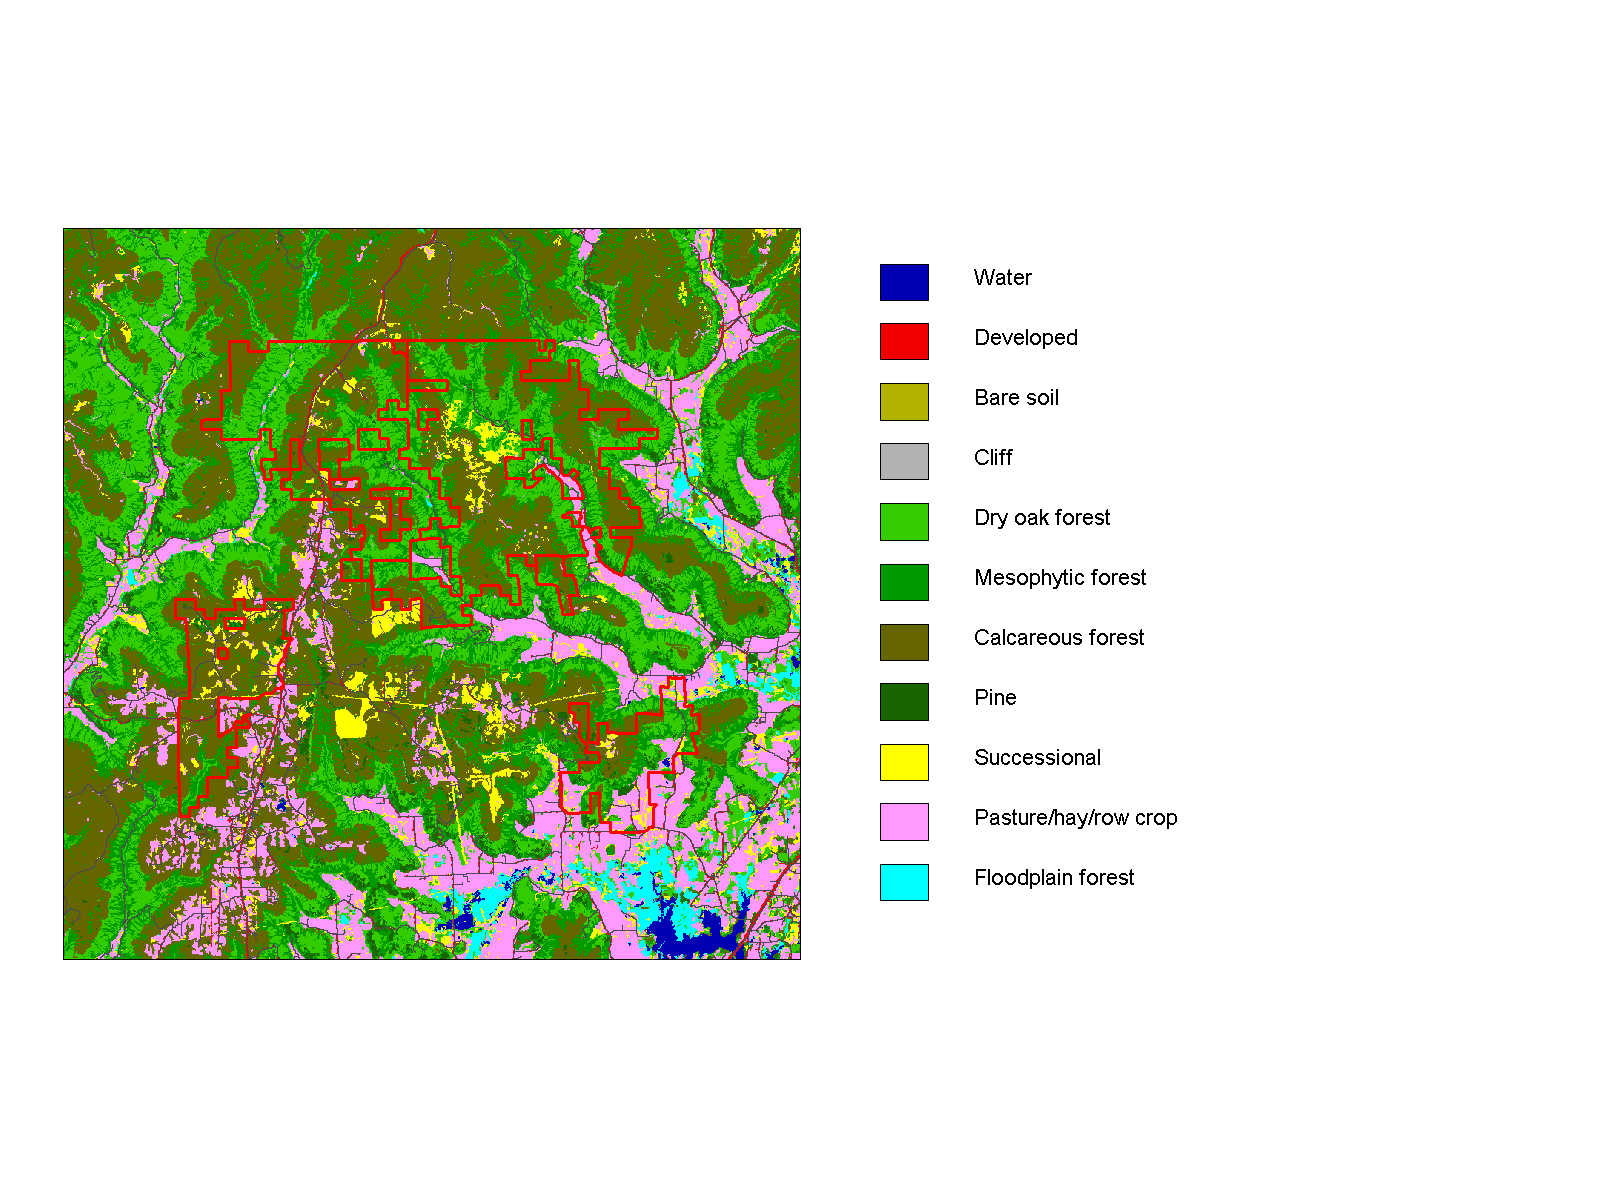 Water
Developed
Bare soil
Cliff
Dry oak forest
Mesophytic forest
Calcareous forest
Pine
Successional
Pasture/hay/row crop
Floodplain forest